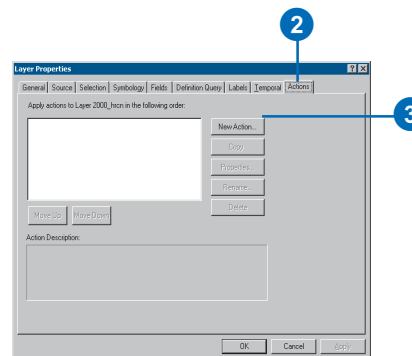 2
Layer Properties
General Source Selection Symbology Fields Definition Query Labels Temporal Actions
Apply actions to Layer 2000_hrcn in the following order:
3
New Action...
Copy
Properties...
Rename...
Delete
Move Up Move Down
Action Description:
OK Cancel Apply